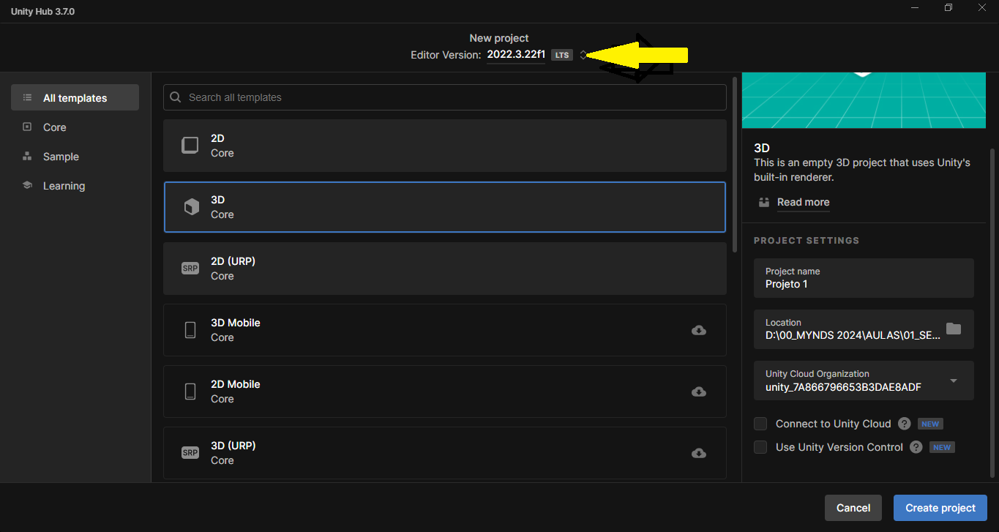 Unity Hub 3.7.0
New project
Editor Version: 2022.3.22f1 LTS
All templates
Core
Sample
Learning
Search all templates
2D
Core
3D
Core
SRP
2D (URP)
Core
3D Mobile
Core
2D Mobile
Core
SRP
3D (URP)
Core
3D
This is an empty 3D project that uses Unity's
built-in renderer.
Read more
PROJECT SETTINGS
Project name
Projeto 1
Location
D:\00_MYNDS 2024\AULAS\01_SE...
Unity Cloud Organization
unity_7A866796653B3DAE8ADF
Connect to Unity Cloud ? NEW
Use Unity Version Control ? NEW
Cancel
Create project